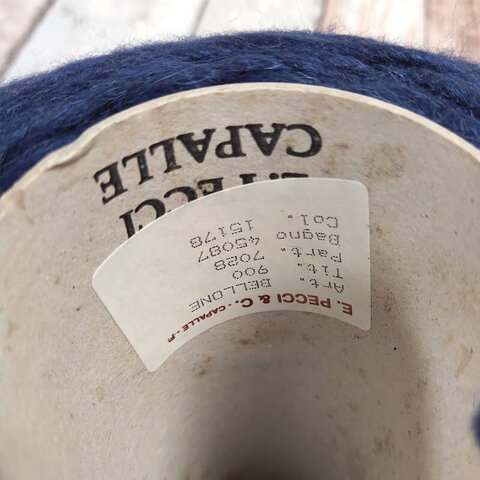 E. PECCI & C. - CAPALLE - F
Art. BELLONE
Tit. 900
Part. 7028
Bagno 45087
Col. 15178
E. PECCI
CAPALLE